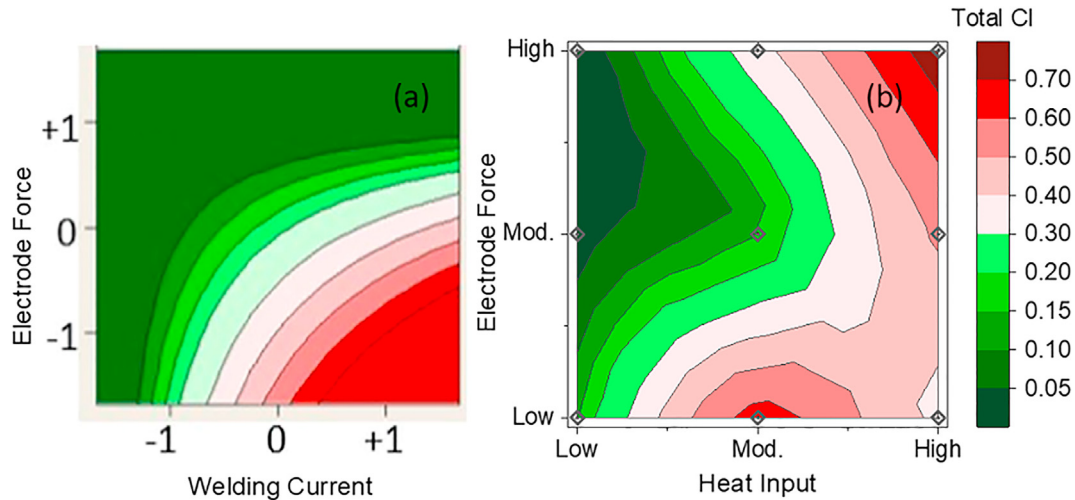 Total CI
(a)
+1
0
-1
Electrode Force
-1 0 +1
Welding Current
(b)
High
Mod.
Low
Electrode Force
Low Mod. High
Heat Input
0.70
0.60
0.50
0.40
0.30
0.20
0.15
0.10
0.05